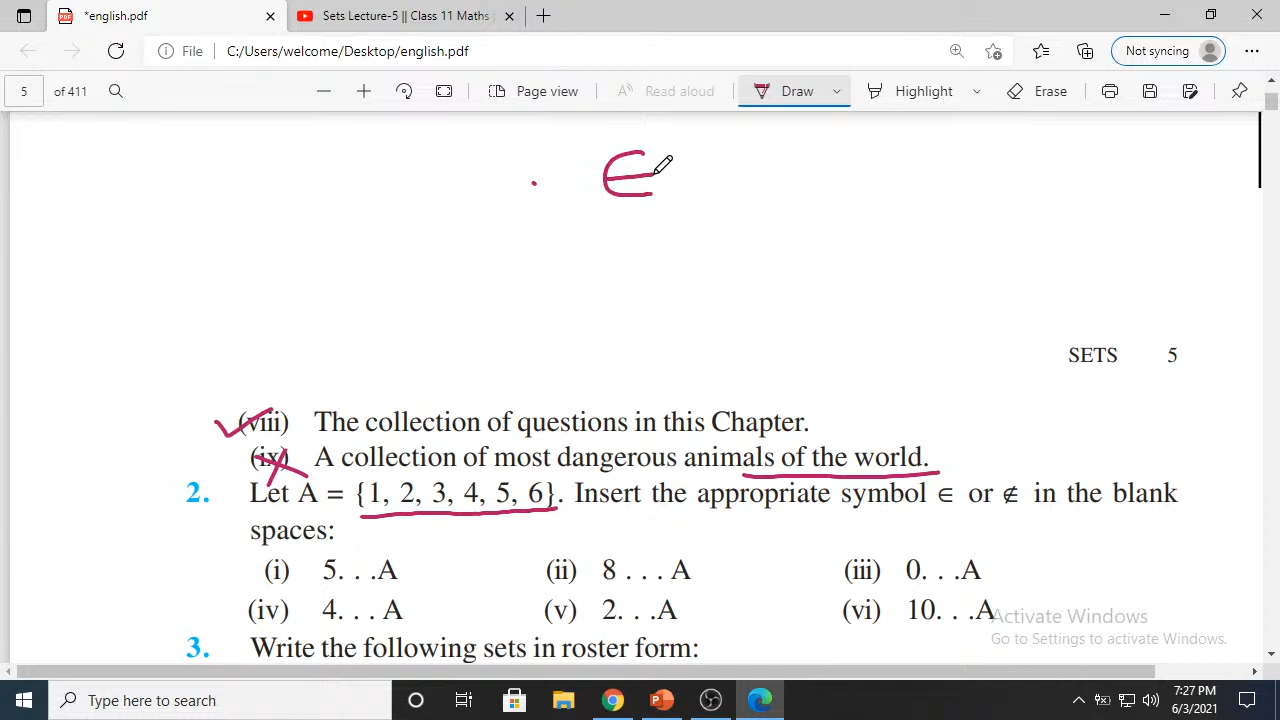 *english.pdf
Sets Lecture-5 || Class 11 Maths
File C:/Users/welcome/Desktop/english.pdf Not syncing
5 of 411 Page view Read aloud Draw Highlight Erase
∈
SETS 5
(viii) The collection of questions in this Chapter.
(ix) A collection of most dangerous animals of the world.
2. Let A = {1, 2, 3, 4, 5, 6}. Insert the appropriate symbol ∈ or ∉ in the blank
spaces:
(i) 5. . .A (ii) 8 . . . A (iii) 0. . .A
(iv) 4. . . A (v) 2. . .A (vi) 10. . .A
Activate Windows
Go to Settings to activate Windows.
3. Write the following sets in roster form:
Type here to search
7:27 PM
6/3/2021